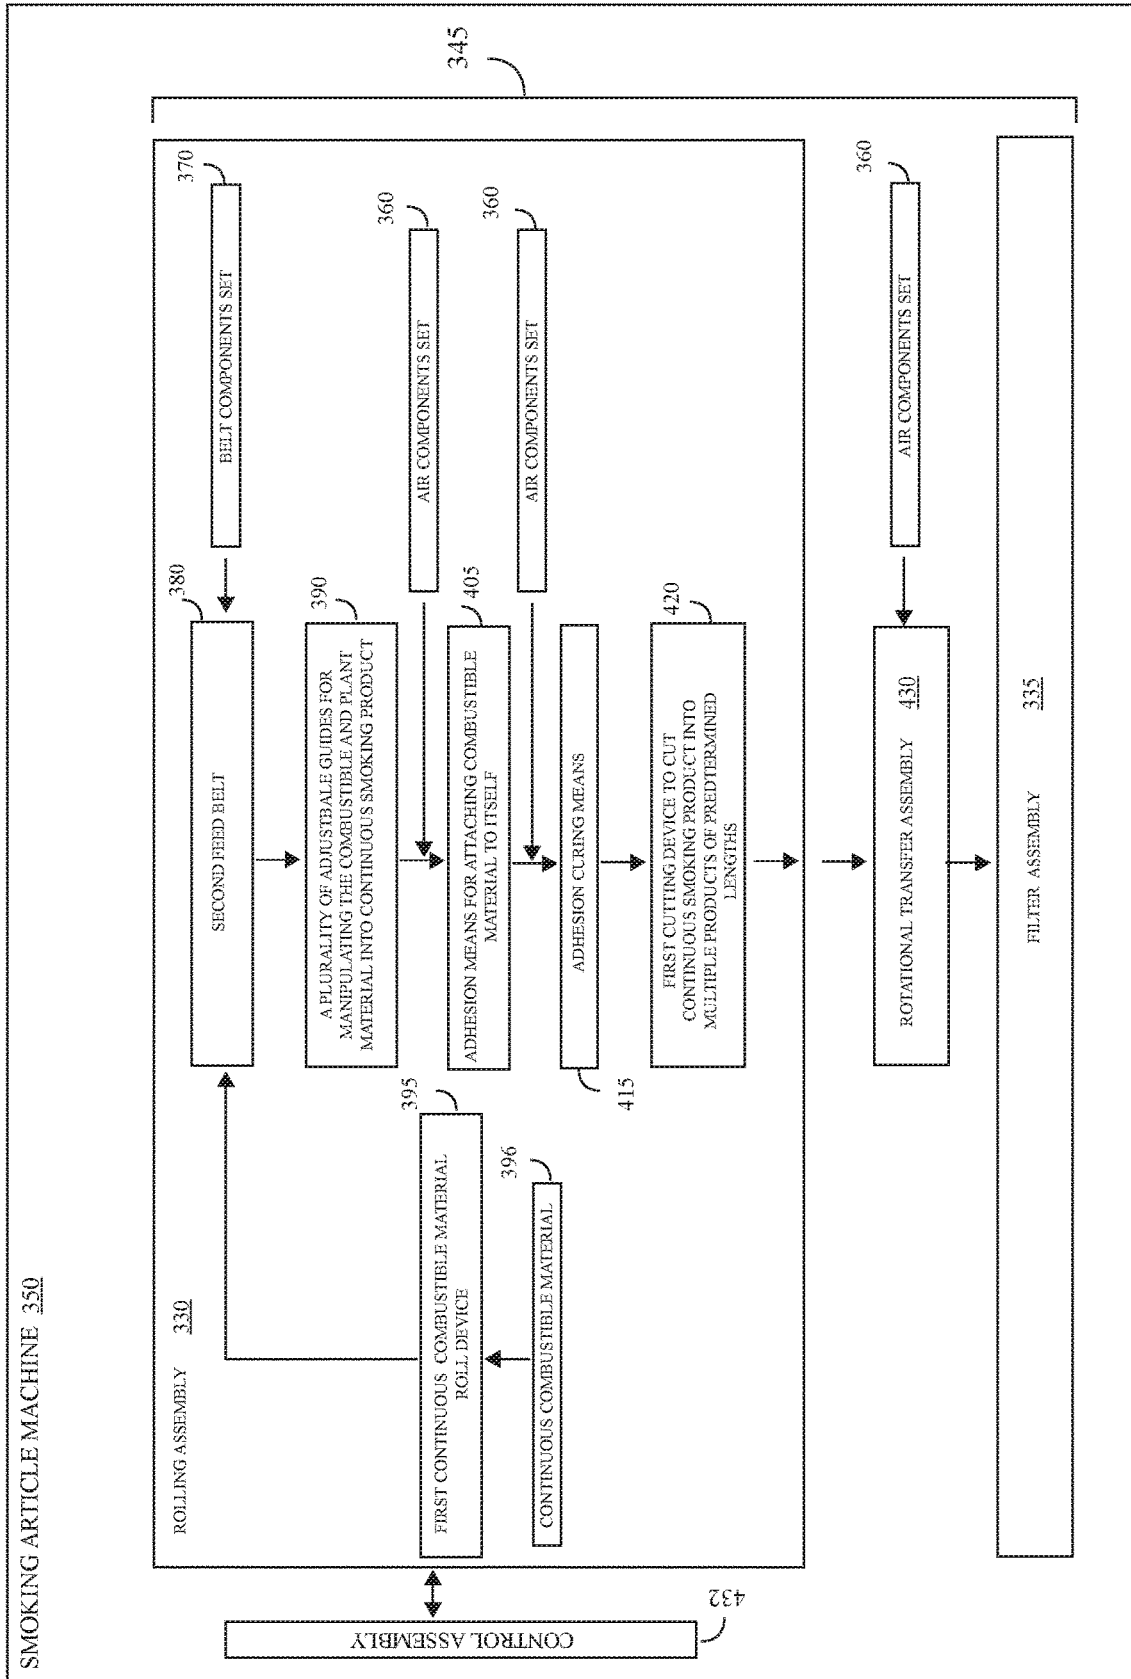 SMOKING ARTICLE MACHINE 350
345
ROLLING ASSEMBLY 330
370
BELT COMPONENTS SET
380
SECOND FEED BELT
390
A PLURALITY OF ADJUSTBALE GUIDES FOR
MANIPULATING THE COMBUSTIBLE AND PLANT
MATERIAL INTO CONTINUOUS SMOKING PRODUCT
360
AIR COMPONENTS SET
395
FIRST CONTINUOUS COMBUSTIBLE MATERIAL
ROLL DEVICE
405
ADHESION MEANS FOR ATTACHING COMBUSTIBLE
MATERIAL TO ITSELF
360
AIR COMPONENTS SET
396
CONTINUOUS COMBUSTIBLE MATERIAL
ADHESION CURING MEANS
415
420
FIRST CUTTING DEVICE TO CUT
CONTINUOUS SMOKING PRODUCT INTO
MULTIPLE PRODUCTS OF PREDTERMINED
LENGTHS
CONTROL ASSEMBLY
432
360
AIR COMPONENTS SET
ROTATIONAL TRANSFER ASSEMBLY 430
FILTER ASSEMBLY 335